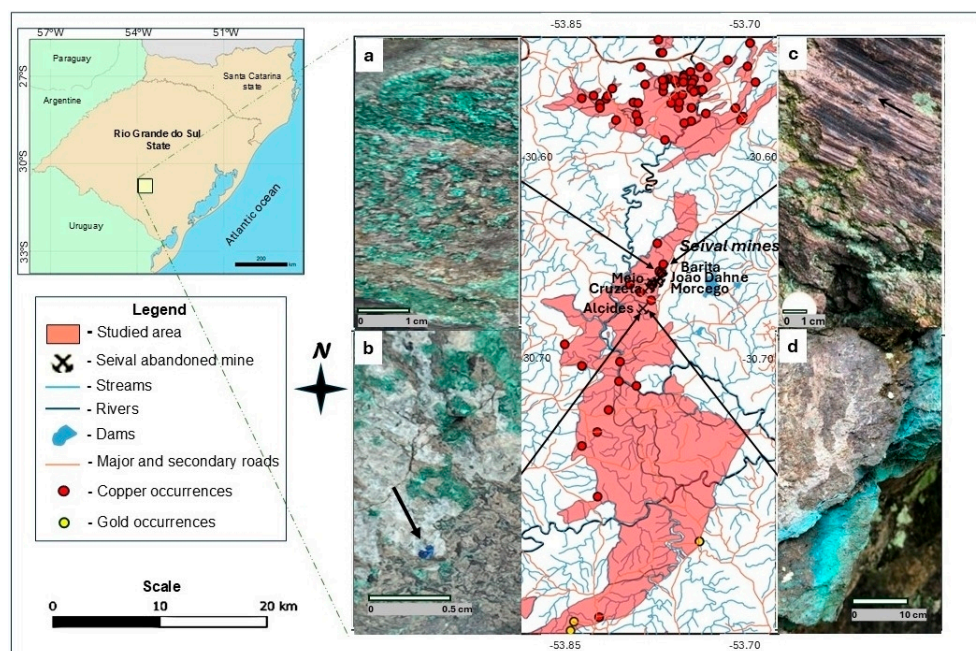 57°W
54°W
51°W
27°S
30°S
33°S
Paraguay
Argentine
Santa Catarina
state
Rio Grande do Sul
State
Uruguay
Atlantic ocean
200
km
Legend
- Studied area
- Seival abandoned mine
- Streams
- Rivers
- Dams
- Major and secondary roads
- Copper occurrences
- Gold occurrences
N
Scale
0 10 20 km
a
0 1 cm
b
0 0.5 cm
-53.85 -53.70
-30.60 -30.60
Seival mines
Barita
Maio João Dahne
Cruzeta Morcego
Alcides
-30.70 -30.70
-53.85 -53.70
c
0 1 cm
d
0 10 cm